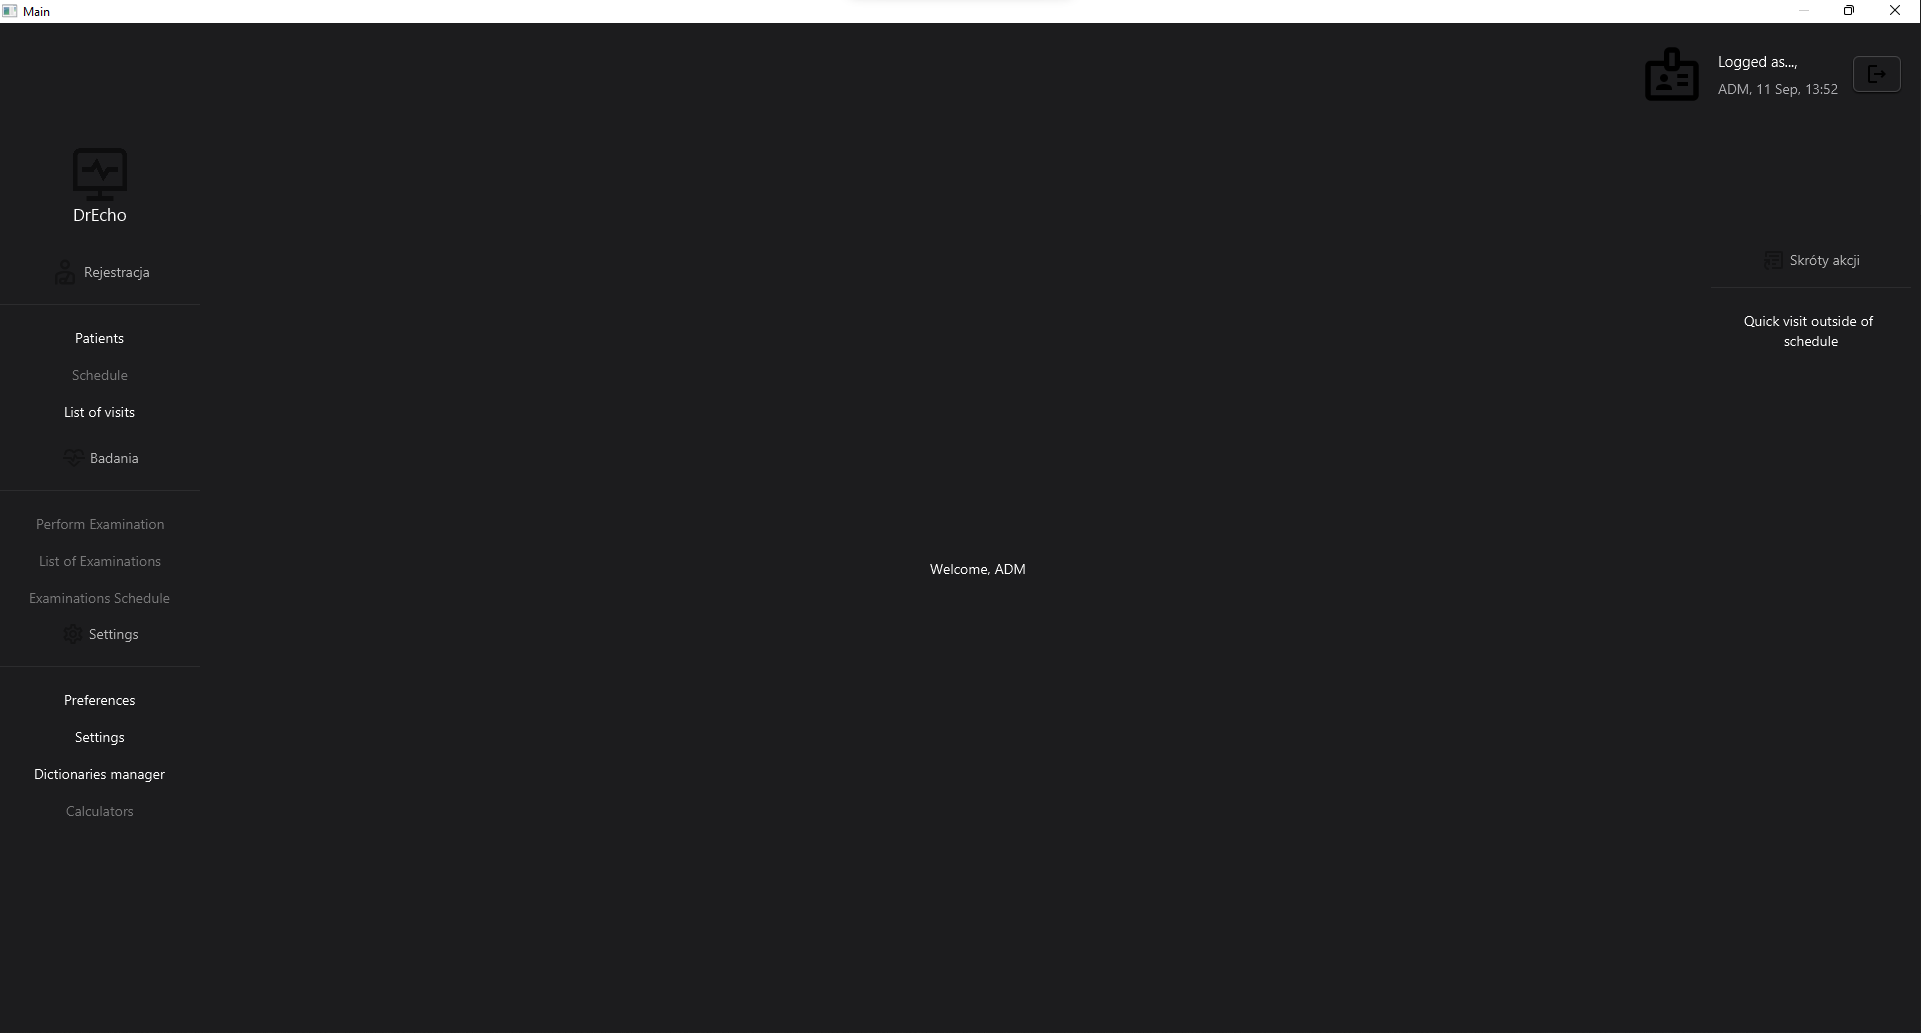 Main
Logged as...,
ADM, 11 Sep, 13:52
DrEcho
Rejestracja
Patients
Schedule
List of visits
Badania
Perform Examination
List of Examinations
Examinations Schedule
Settings
Preferences
Settings
Dictionaries manager
Calculators
Welcome, ADM
Skróty akcji
Quick visit outside of
schedule